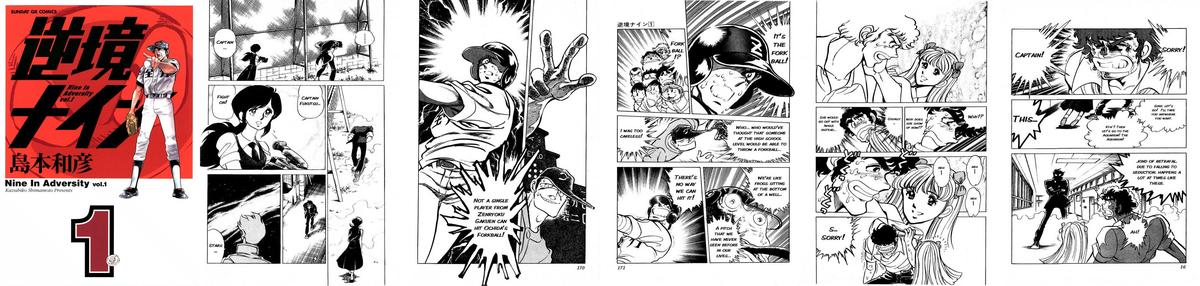 SUNDAY GX COMICS
逆境
ナイン
Nine In
Adversity
vol.1
島本和彦
Nine In Adversity vol.1
Kazuhiko Shimamoto Presents
1
CAPTAIN
...
FIGHT
ON!
CAPTAIN
FUKUTSU...
STARE
NOT A SINGLE
PLAYER FROM
ZENRYOKU
GAKUEN CAN
HIT OCHIDA'S
FORKBALL!
170
逆境ナイン①
FORK
BALL
!?
IT'S
THE
FORK
BALL!
I WAS TOO
CARELESS!
WHO... WHO WOULD'VE
THOUGHT THAT SOMEONE
AT THE HIGH SCHOOL
LEVEL WOULD BE ABLE TO
THROW A FORKBALL...
THERE'S
NO WAY
WE CAN
HIT IT!
WE'RE LIKE
FROGS SITTING
AT THE BOTTOM
OF A WELL...
A PITCH
THAT WE
HAVE NEVER
SEEN BEFORE
IN OUR
LIVES...
171
WHY!?
S...
SORRY!
CAPTAIN!
SORRY!
THIS...
JOND OF BETRAYAL
DUE TO FALLING TO
SEDUCTION. HAPPENS A
LOT AT TIMES LIKE
THESE.
AH!
26